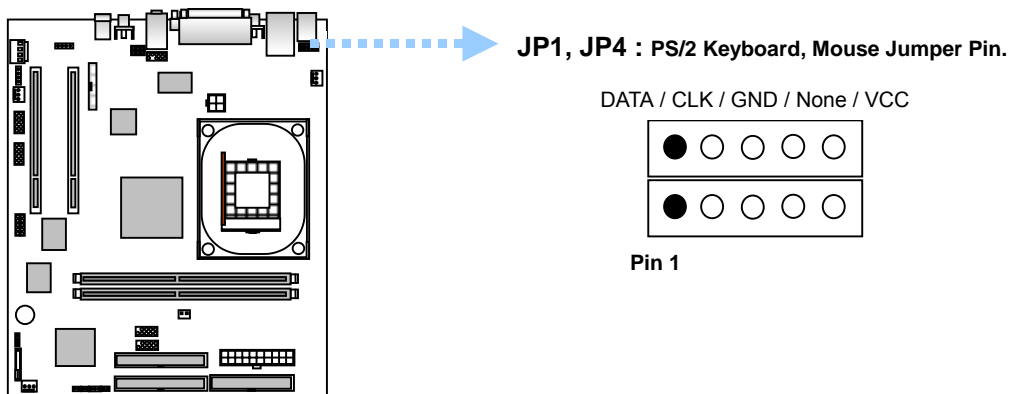 JP1, JP4 : PS/2 Keyboard, Mouse Jumper Pin.
DATA / CLK / GND / None / VCC
Pin 1